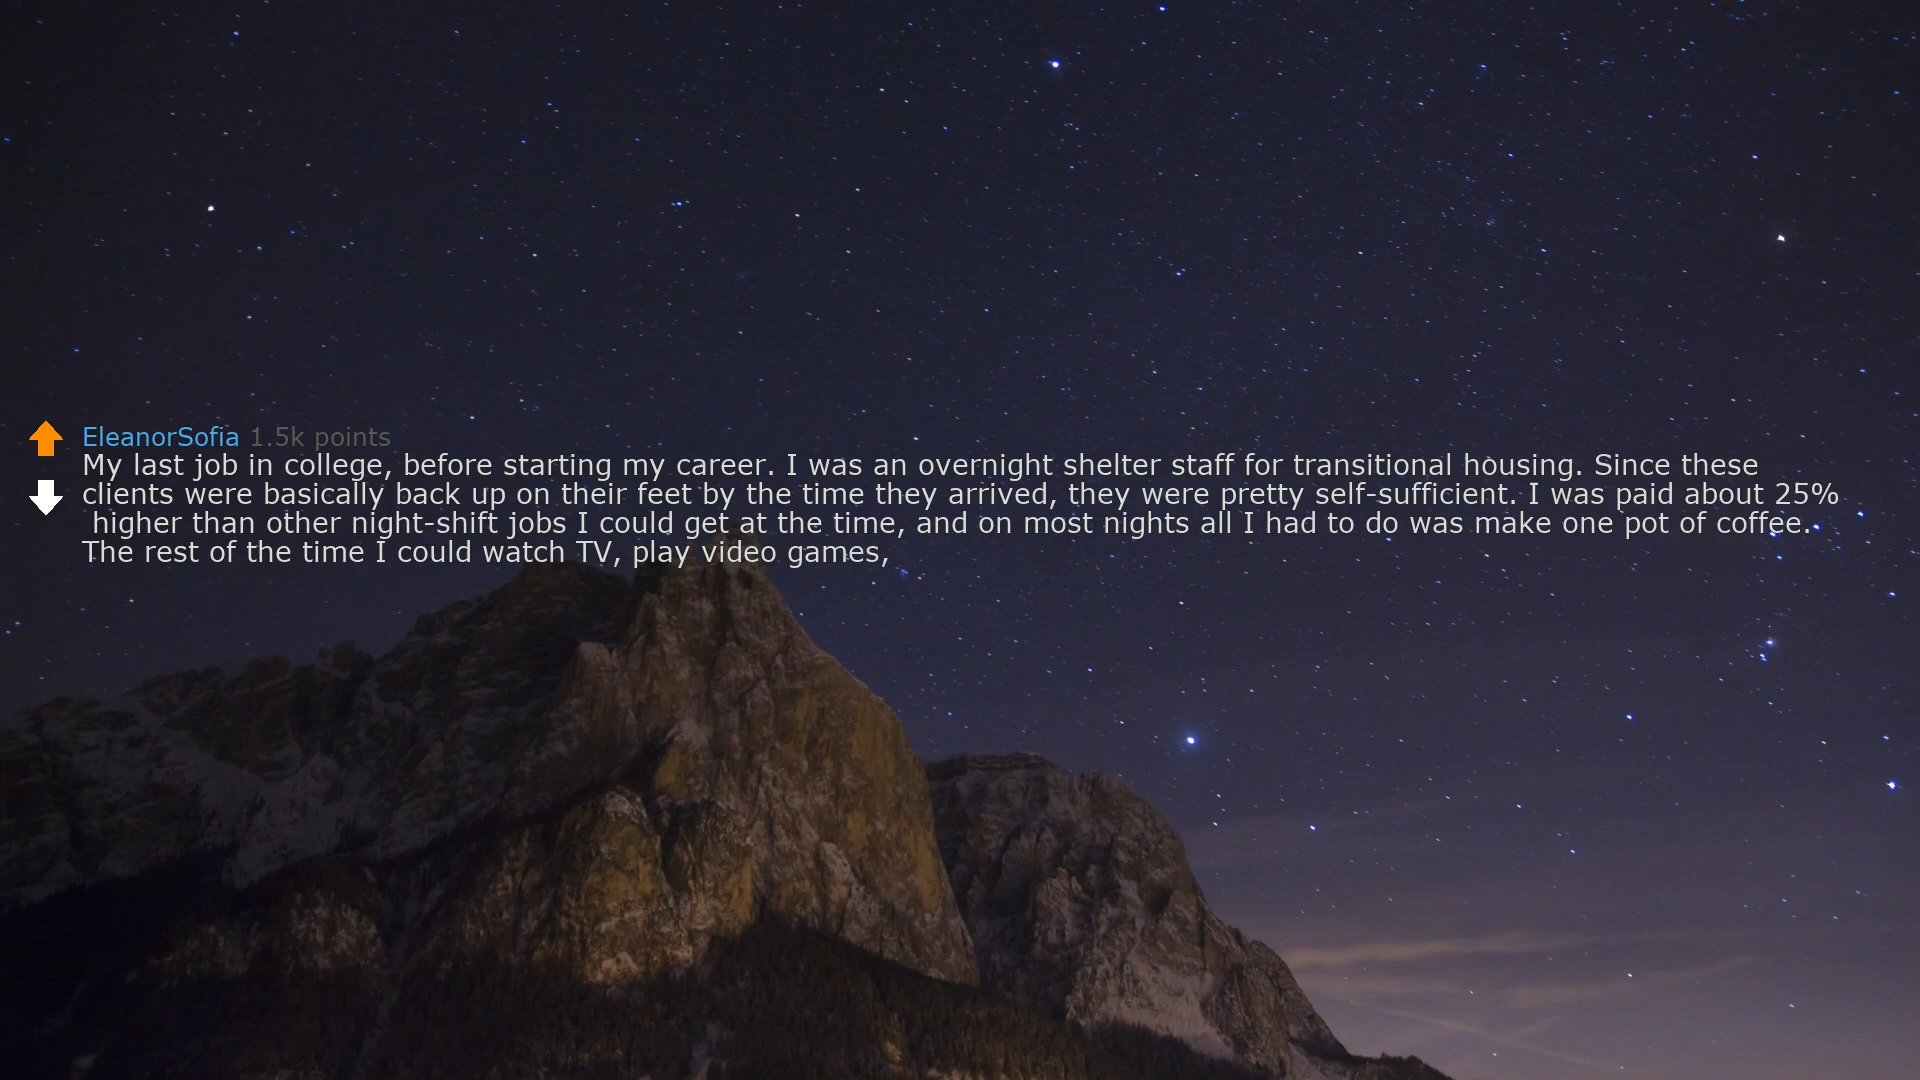 EleanorSofia 1.5k points
My last job in college, before starting my career. I was an overnight shelter staff for transitional housing. Since these
clients were basically back up on their feet by the time they arrived, they were pretty self-sufficient. I was paid about 25%
higher than other night-shift jobs I could get at the time, and on most nights all I had to do was make one pot of coffee.
The rest of the time I could watch TV, play video games,